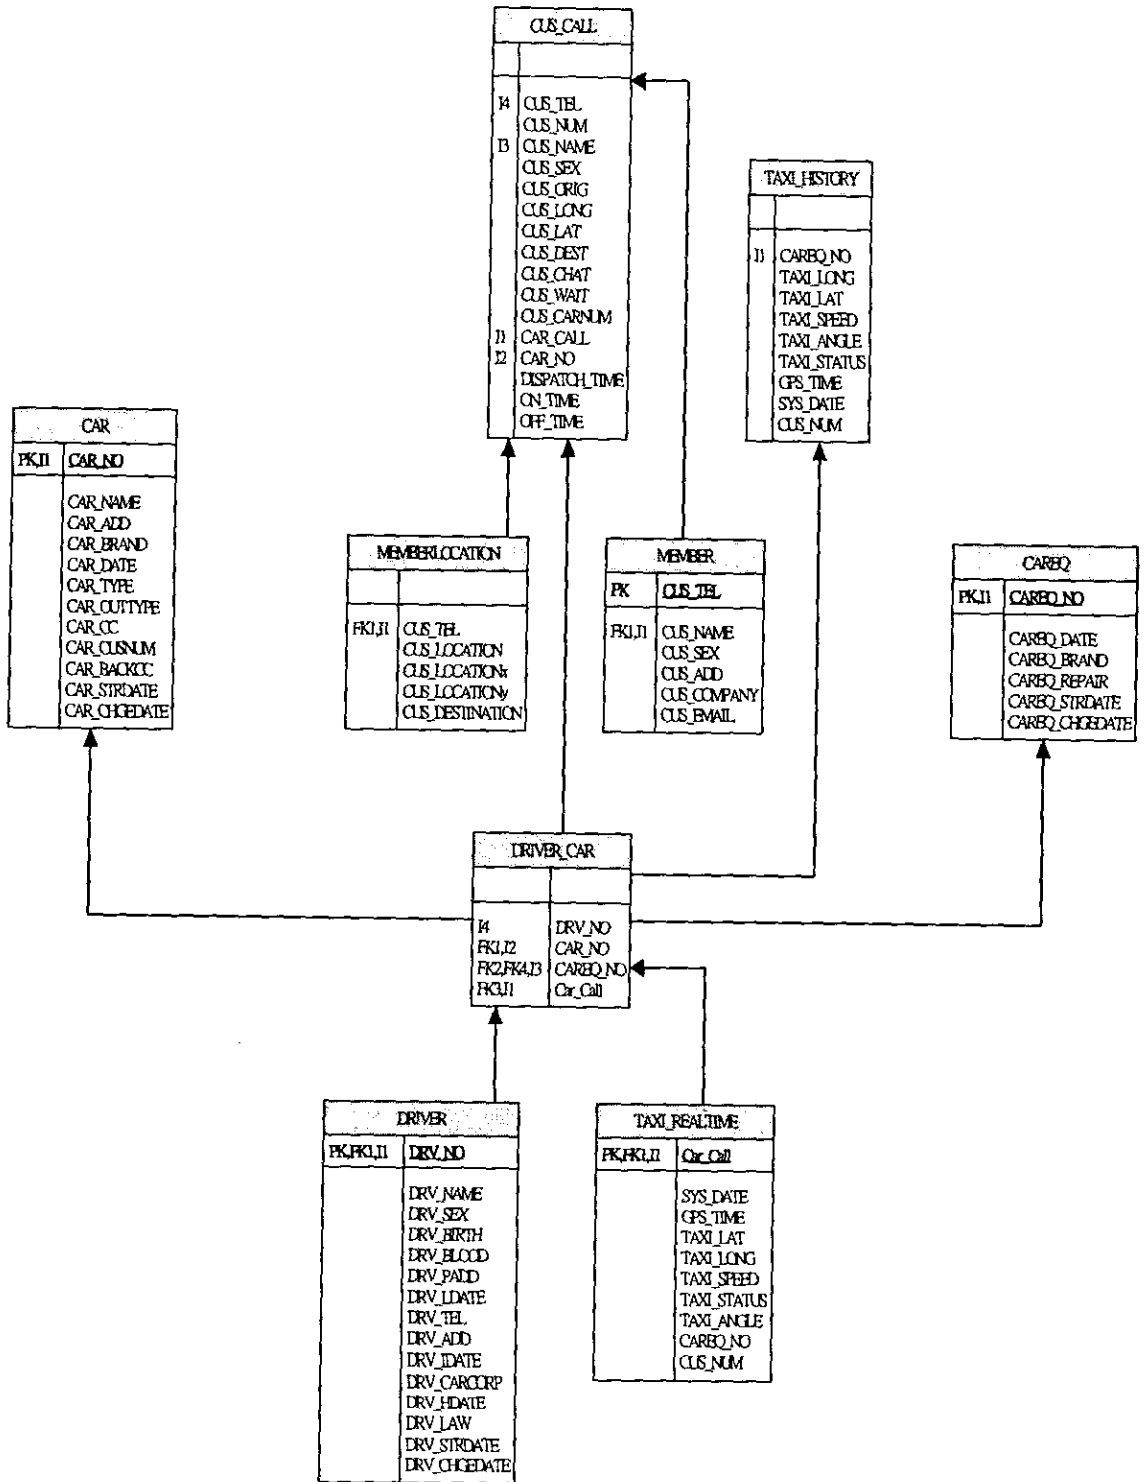 CUS_CALL
I4 CUS_TEL
CUS_NUM
I3 CUS_NAME
CUS_SEX
CUS_ORIG
CUS_LONG
CUS_LAT
CUS_DEST
CUS_CHAT
CUS_WAIT
CUS_CARNUM
I1 CAR_CALL
I2 CAR_NO
DISPATCH_TIME
ON_TIME
OFF_TIME
TAXI_HISTORY
I1 CAREQ_NO
TAXI_LONG
TAXI_LAT
TAXI_SPEED
TAXI_ANGLE
TAXI_STATUS
GPS_TIME
SYS_DATE
CUS_NUM
CAR
PK,I1 CAR_NO
CAR_NAME
CAR_ADD
CAR_BRAND
CAR_DATE
CAR_TYPE
CAR_OUTTYPE
CAR_CC
CAR_CUSNUM
CAR_BACKCC
CAR_STRDATE
CAR_CHGEDATE
MEMBERLOCATION
FK1,I1 CUS_TEL
CUS_LOCATION
CUS_LOCATIONx
CUS_LOCATIONy
CUS_DESTINATION
MEMBER
PK CUS_TEL
FK1,I1 CUS_NAME
CUS_SEX
CUS_ADD
CUS_COMPANY
CUS_EMAIL
CAREQ
PK,I1 CAREQ_NO
CAREQ_DATE
CAREQ_BRAND
CAREQ_REPAIR
CAREQ_STRDATE
CAREQ_CHGEDATE
DRIVER_CAR
I4 DRV_NO
FK1,I2 CAR_NO
FK2,FK4,I3 CAREQ_NO
FK3,I1 Car_Call
DRIVER
PK,FK1,I1 DRV_NO
DRV_NAME
DRV_SEX
DRV_BIRTH
DRV_BLOOD
DRV_PADD
DRV_LDATE
DRV_TEL
DRV_ADD
DRV_IDATE
DRV_CARCORP
DRV_HDATE
DRV_LAW
DRV_STRDATE
DRV_CHGEDATE
TAXI_REALTIME
PK,FK1,I1 Car_Call
SYS_DATE
GPS_TIME
TAXI_LAT
TAXI_LONG
TAXI_SPEED
TAXI_STATUS
TAXI_ANGLE
CAREQ_NO
CUS_NUM